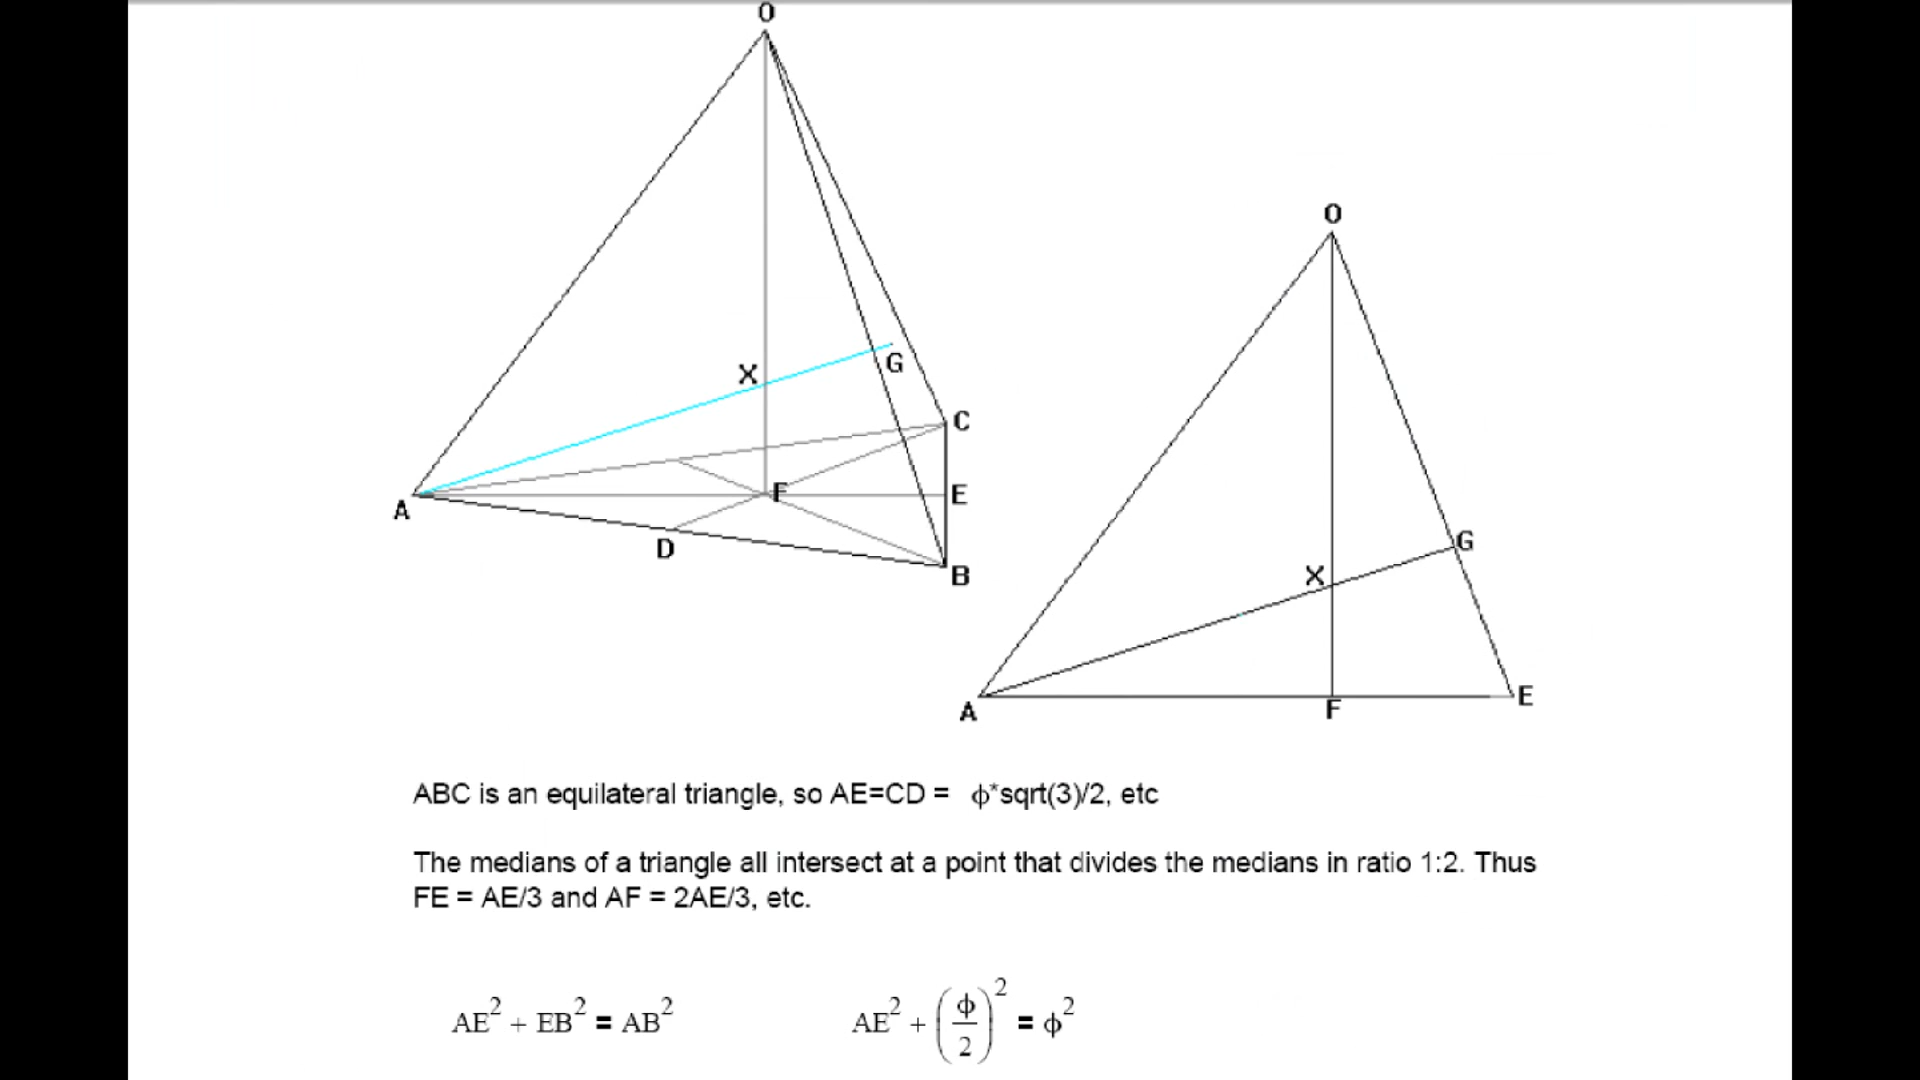 O
X
G
C
A
F
E
D
B
O
G
X
A
F
E
ABC is an equilateral triangle, so AE=CD = ϕ*sqrt(3)/2, etc
The medians of a triangle all intersect at a point that divides the medians in ratio 1:2. Thus
FE = AE/3 and AF = 2AE/3, etc.
AE² + EB² = AB²
AE² + (ϕ/2)² = ϕ²